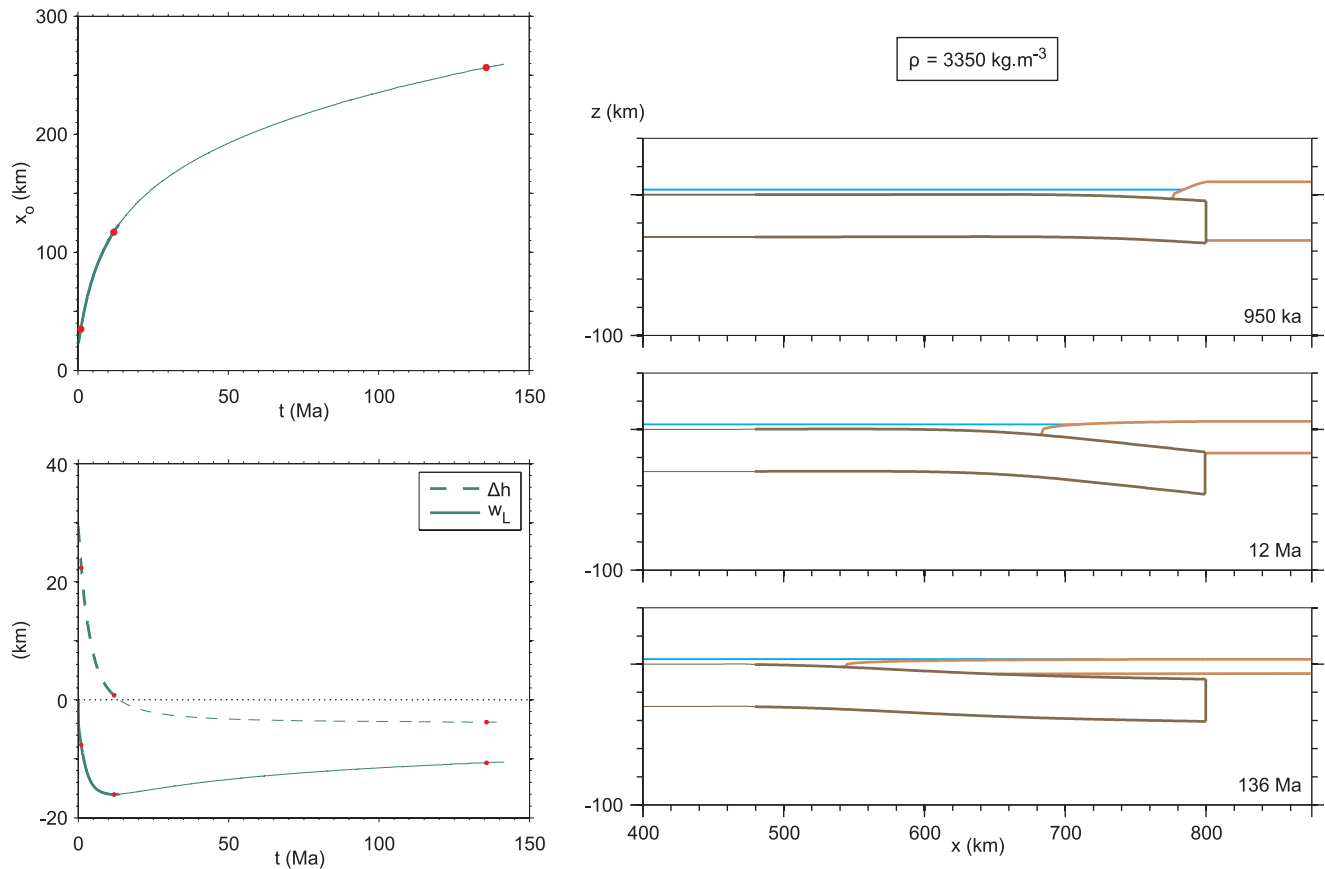 300
200
100
0
x_o (km)
0 50 100 150
t (Ma)
40
20
0
-20
(km)
Δh
w_L
0 50 100 150
t (Ma)
ρ = 3350 kg.m^-3
z (km)
-100
950 ka
-100
12 Ma
-100
136 Ma
400 500 600 700 800
x (km)